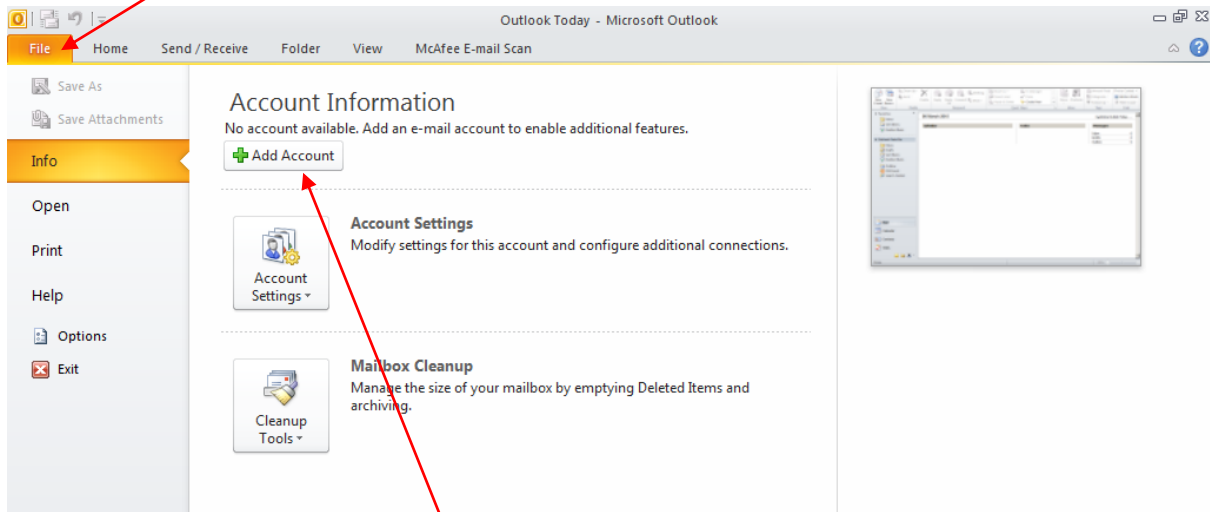 Outlook Today - Microsoft Outlook
File Home Send / Receive Folder View McAfee E-mail Scan
Save As
Save Attachments
Info
Open
Print
Help
Options
Exit
Account Information
No account available. Add an e-mail account to enable additional features.
Add Account
Account Settings
Modify settings for this account and configure additional connections.
Account
Settings
Mailbox Cleanup
Manage the size of your mailbox by emptying Deleted Items and
archiving.
Cleanup
Tools